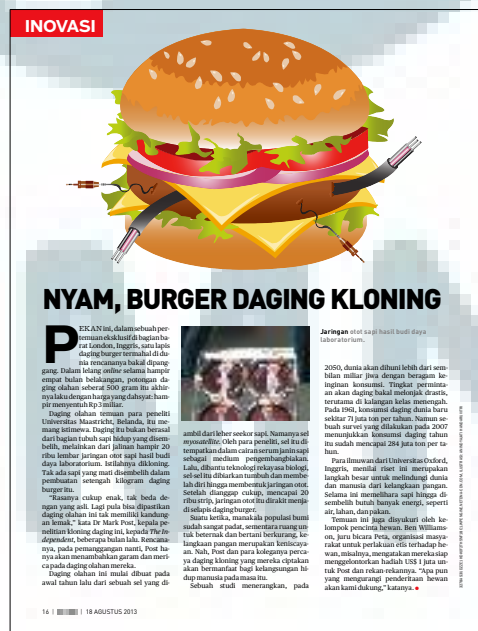 INOVASI
NYAM, BURGER DAGING KLONING
PEKAN ini, dalam sebuah per-
temuan eksklusif di bagian ba-
rat London, Inggris, satu lapis
daging burger termahal di du-
nia rencananya bakal dipang-
gang. Dalam lelang online selama hampir
empat bulan belakangan, potongan da-
ging olahan seberat 500 gram itu akhir-
nya laku dengan harga yang dahsyat: ham-
pir menyentuh Rp 3 miliar.
Daging olahan temuan para peneliti
Universitas Maastricht, Belanda, itu me-
mang istimewa. Daging itu bukan berasal
dari bagian tubuh sapi hidup yang disem-
belih, melainkan dari jalinan hampir 20
ribu lembar jaringan otot sapi hasil budi
daya laboratorium. Istilahnya dikloning.
Tak ada sapi yang mati disembelih dalam
pembuatan setengah kilogram daging
burger itu.
"Rasanya cukup enak, tak beda de-
ngan yang asli. Lagi pula bisa dipastikan
daging olahan ini tak memiliki kandung-
an lemak," kata Dr Mark Post, kepala pe-
nelitian kloning daging ini, kepada The In-
dependent, beberapa bulan lalu. Rencana-
nya, pada pemanggangan nanti, Post ha-
nya akan menambahkan garam dan meri-
ca pada daging olahan mereka.
Daging olahan ini mulai dibuat pada
awal tahun lalu dari sebuah sel yang di-
ambil dari leher seekor sapi. Namanya sel
myosatelite. Oleh para peneliti, sel itu di-
tempatkan dalam cairan serum janin sapi
sebagai medium pengembangbiakan.
Lalu, dibantu teknologi rekayasa biologi,
sel-sel itu dibiarkan tumbuh dan membe-
lah diri hingga membentuk jaringan otot.
Setelah dianggap cukup, mencapai 20
ribu strip, jaringan otot itu dirakit menja-
di selapis daging burger.
Suatu ketika, manakala populasi bumi
sudah sangat padat, sementara ruang un-
tuk beternak dan bertani berkurang, ke-
langkaan pangan merupakan keniscaya-
an. Nah, Post dan para koleganya perca-
ya daging kloning yang mereka ciptakan
akan bermanfaat bagi kelangsungan hi-
dup manusia pada masa itu.
Sebuah studi menerangkan, pada
Jaringan otot sapi hasil budi daya
laboratorium.
2050, dunia akan dihuni lebih dari sem-
bilan miliar jiwa dengan beragam ke-
inginan konsumsi. Tingkat perminta-
an akan daging bakal melonjak drastis,
terutama di kalangan kelas menengah.
Pada 1961, konsumsi daging dunia baru
sekitar 71 juta ton per tahun. Namun se-
buah survei yang dilakukan pada 2007
menunjukkan konsumsi daging tahun
itu sudah mencapai 284 juta ton per ta-
hun.
Para ilmuwan dari Universitas Oxford,
Inggris, menilai riset ini merupakan
langkah besar untuk melindungi dunia
dan manusia dari kelangkaan pangan.
Selama ini memelihara sapi hingga di-
sembelih butuh banyak energi, seperti
air, lahan, dan pakan.
Temuan ini juga disyukuri oleh ke-
lompok pencinta hewan. Ben Williams-
on, juru bicara Peta, organisasi masya-
rakat untuk perlakuan etis terhadap he-
wan, misalnya, mengatakan mereka siap
menggelontorkan hadiah US$ 1 juta un-
tuk Post dan rekan-rekannya. "Apa pun
yang mengurangi penderitaan hewan
akan kami dukung," katanya.
16 | | 18 AGUSTUS 2013